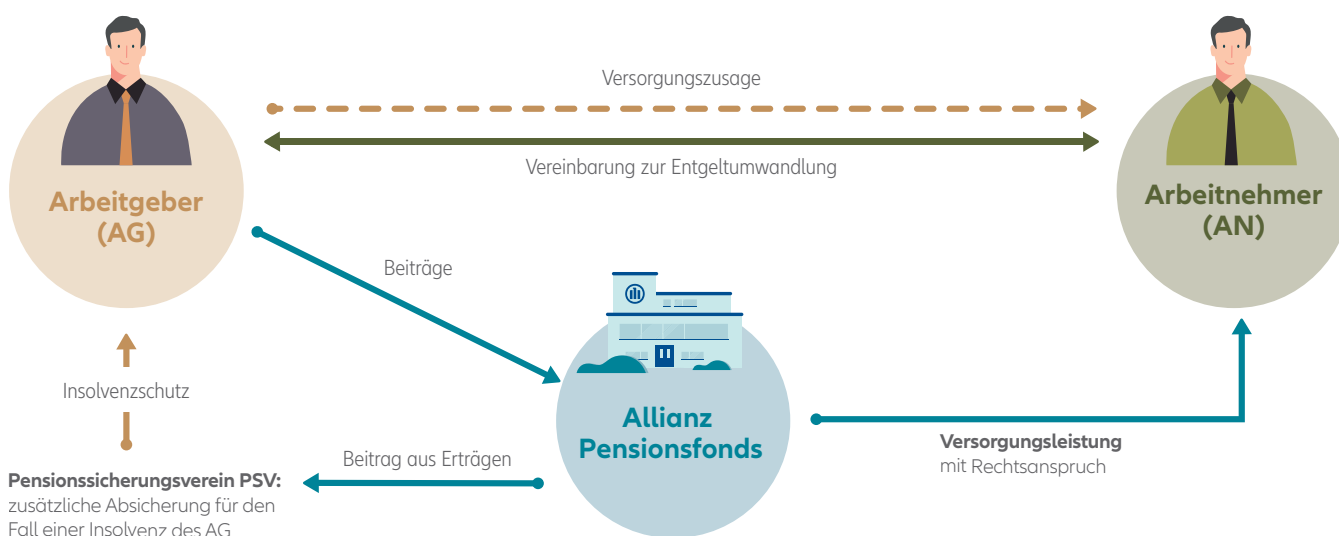 Versorgungszusage
Vereinbarung zur Entgeltumwandlung
Arbeitgeber
(AG)
Arbeitnehmer
(AN)
Beiträge
Insolvenzschutz
Allianz
Pensionsfonds
Versorgungsleistung
mit Rechtsanspruch
Beitrag aus Erträgen
Pensionssicherungsverein PSV:
zusätzliche Absicherung für den
Fall einer Insolvenz des AG